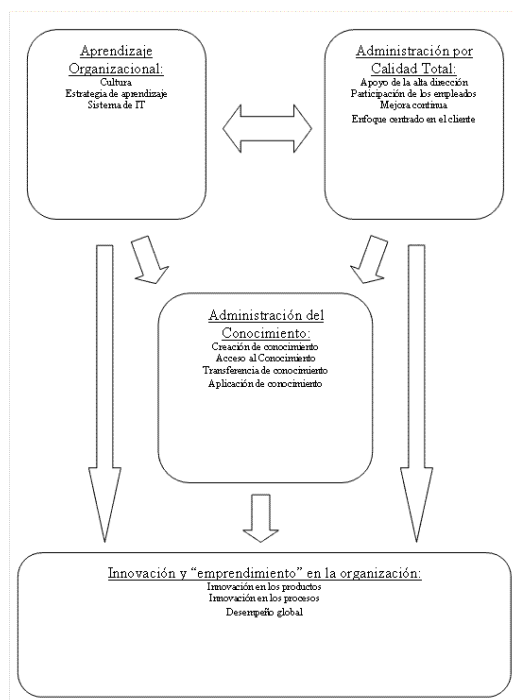 Aprendizaje
Organizacional:
Cultura
Estrategia de aprendizaje
Sistema de IT
Administración por
Calidad Total:
Apoyo de la alta dirección
Participación de los empleados
Mejora continua
Enfoque centrado en el cliente
Administración del
Conocimiento:
Creación de conocimiento
Acceso al Conocimiento
Transferencia de conocimiento
Aplicación de conocimiento
Innovación y “emprendimiento” en la organización:
Innovación en los productos
Innovación en los procesos
Desempeño global